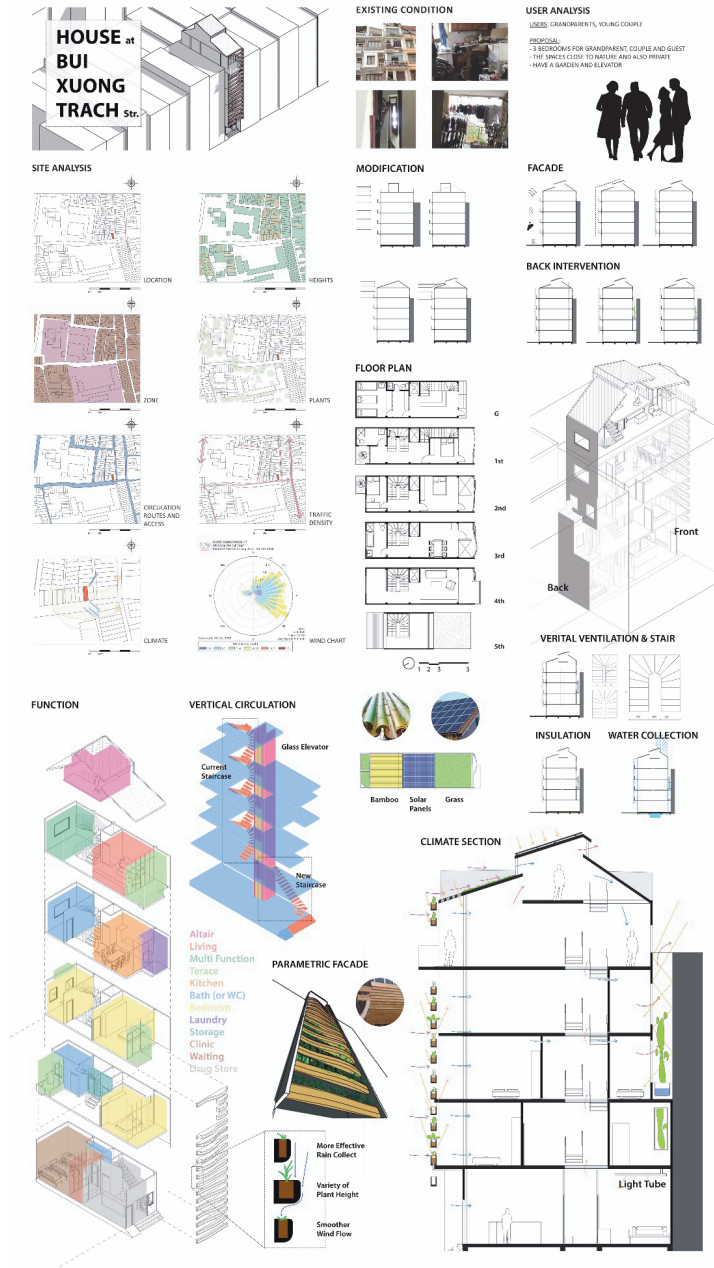 HOUSE at
BUI
XUONG
TRACH Str.
EXISTING CONDITION
USER ANALYSIS
USERS: GRANDPARENTS, YOUNG COUPLE
PROPOSAL:
- 3 BEDROOMS FOR GRANDPARENT, COUPLE AND GUEST
- THE SPACES CLOSE TO NATURE AND ALSO PRIVATE
- HAVE A GARDEN AND ELEVATOR
SITE ANALYSIS
LOCATION
HEIGHTS
ZONE
PLANTS
CIRCULATION
ROUTES AND
ACCESS
TRAFFIC
DENSITY
CLIMATE
WIND CHART
MODIFICATION
FACADE
BACK INTERVENTION
FLOOR PLAN
G
1st
2nd
3rd
4th
5th
1 2 3 5
Front
Back
VERITAL VENTILATION & STAIR
INSULATION
WATER COLLECTION
FUNCTION
VERTICAL CIRCULATION
Current
Staircase
Glass Elevator
New
Staircase
Bamboo
Solar
Panels
Grass
Altair
Living
Multi Function
Terace
Kitchen
Bath (or WC)
Bedroom
Laundry
Storage
Clinic
Waiting
Drug Store
PARAMETRIC FACADE
More Effective
Rain Collect
Variety of
Plant Height
Smoother
Wind Flow
CLIMATE SECTION
Light Tube